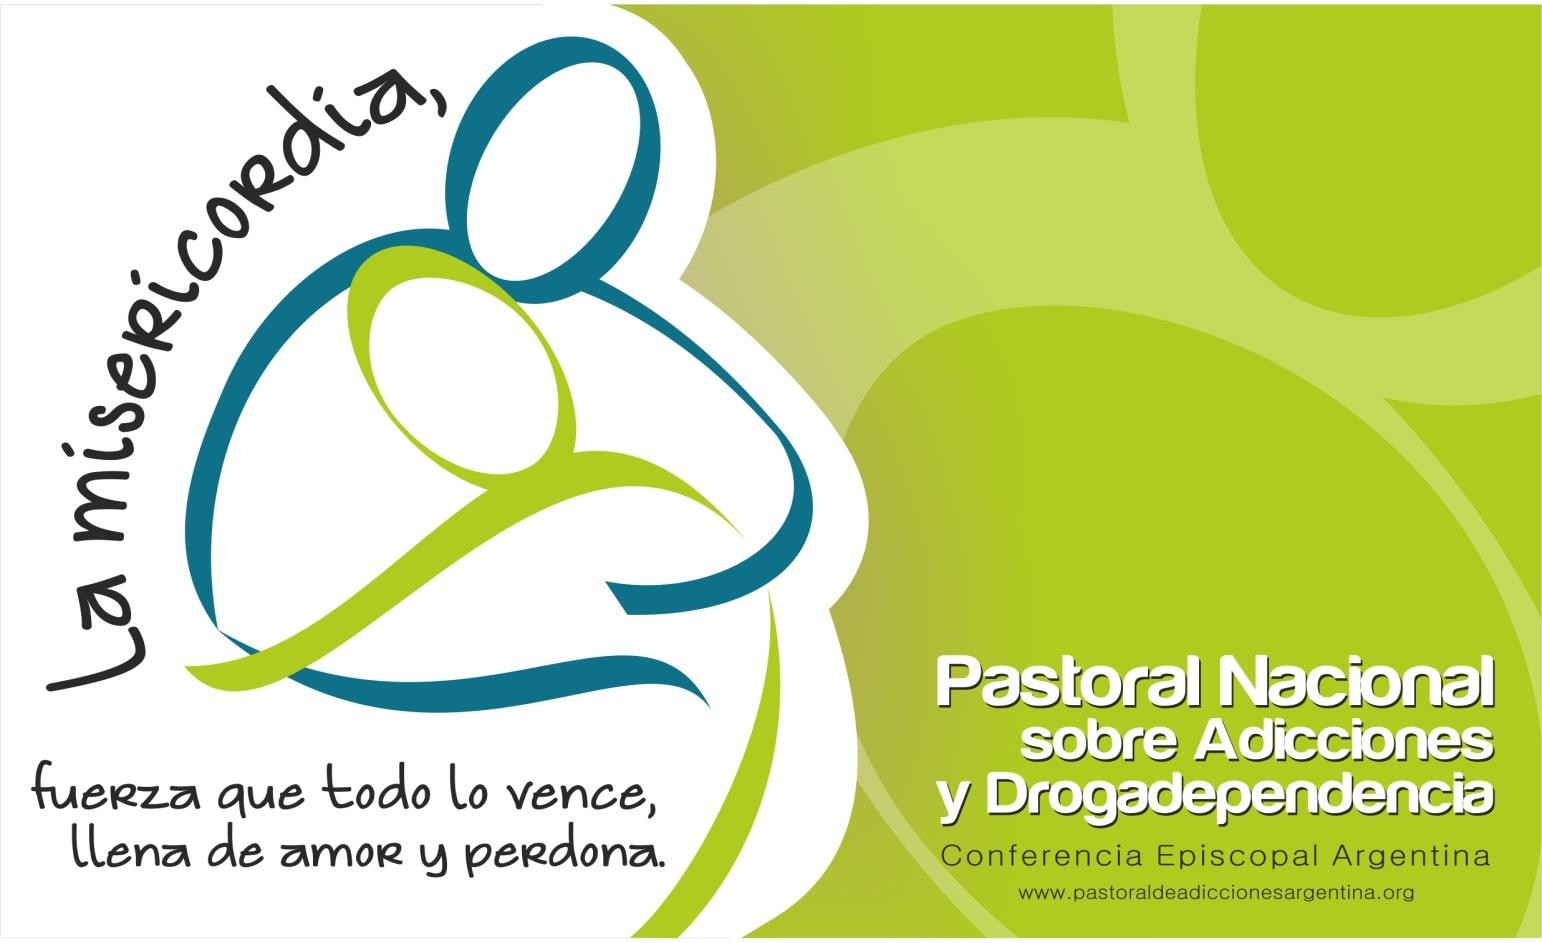 La misericordia,
fuerza que todo lo vence,
llena de amor y perdona.
Pastoral Nacional
sobre Adicciones
y Drogadependencia
Conferencia Episcopal Argentina
www.pastoraldeadiccionesargentina.org